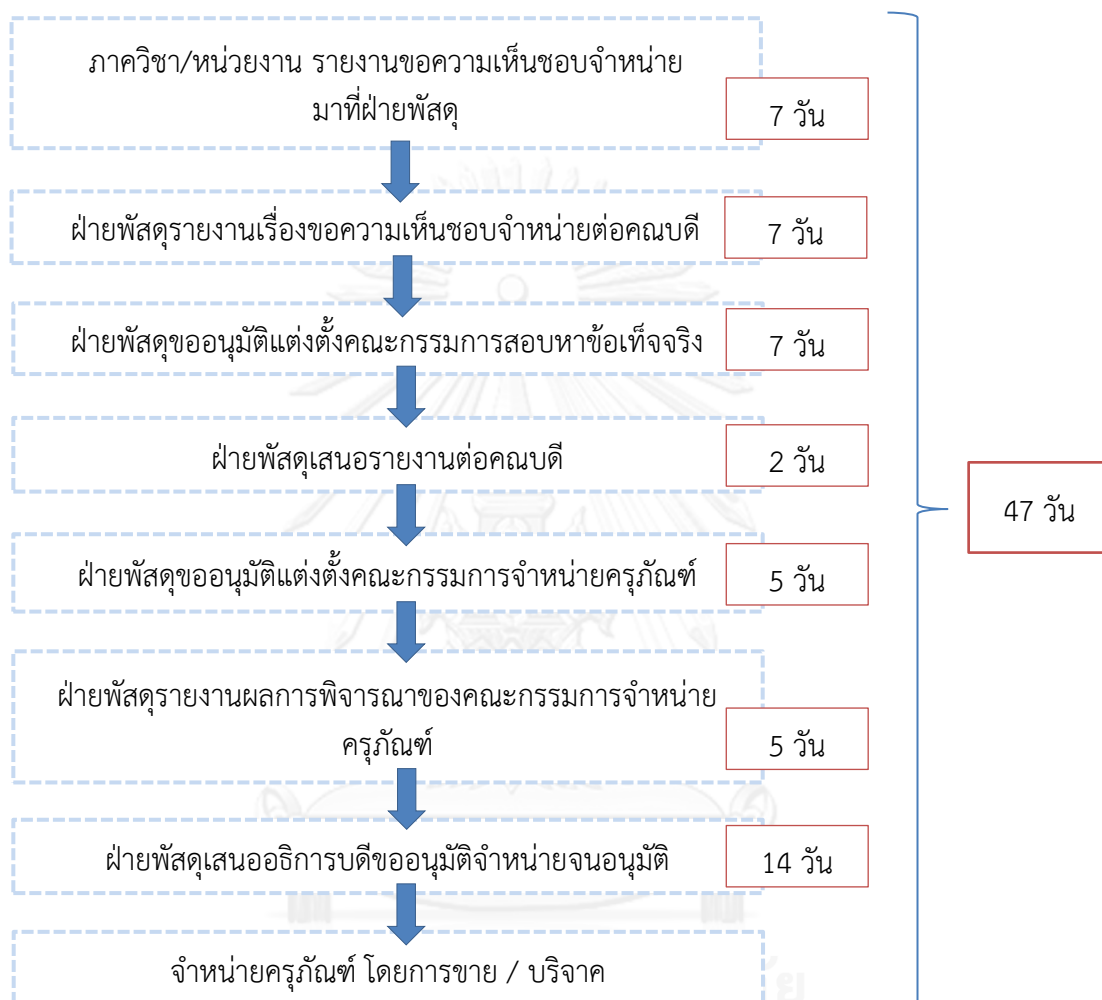 ภาควิชา/หน่วยงาน รายงานขอความเห็นชอบจำหน่าย
มาที่ฝ่ายพัสดุ
7 วัน
ฝ่ายพัสดุรายงานเรื่องขอความเห็นชอบจำหน่ายต่อคณบดี
7 วัน
ฝ่ายพัสดุขออนุมัติแต่งตั้งคณะกรรมการสอบหาข้อเท็จจริง
7 วัน
ฝ่ายพัสดุเสนอรายงานต่อคณบดี
2 วัน
47 วัน
ฝ่ายพัสดุขออนุมัติแต่งตั้งคณะกรรมการจำหน่ายครุภัณฑ์
5 วัน
ฝ่ายพัสดุรายงานผลการพิจารณาของคณะกรรมการจำหน่าย
ครุภัณฑ์
5 วัน
ฝ่ายพัสดุเสนออธิการบดีขออนุมัติจำหน่ายจนอนุมัติ
14 วัน
จำหน่ายครุภัณฑ์ โดยการขาย / บริจาค